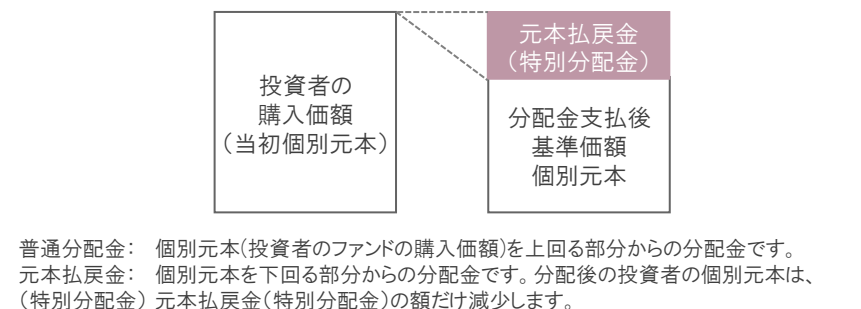 投資者の
購入価額
（当初個別元本）
元本払戻金
（特別分配金）
分配金支払後
基準価額
個別元本
普通分配金： 個別元本(投資者のファンドの購入価額)を上回る部分からの分配金です。
元本払戻金： 個別元本を下回る部分からの分配金です。分配後の投資者の個別元本は、
（特別分配金） 元本払戻金（特別分配金）の額だけ減少します。